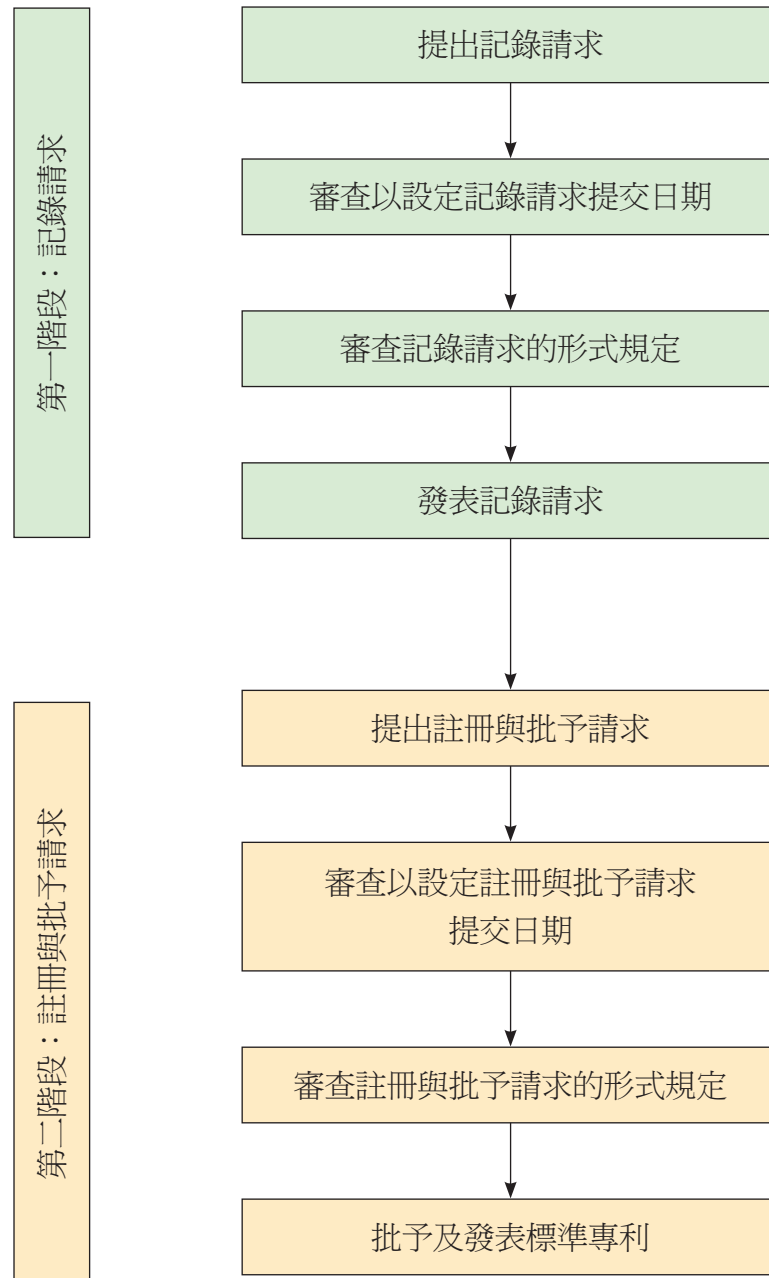 第一階段：記錄請求
提出記錄請求
審查以設定記錄請求提交日期
審查記錄請求的形式規定
發表記錄請求
第二階段：註冊與批予請求
提出註冊與批予請求
審查以設定註冊與批予請求
提交日期
審查註冊與批予請求的形式規定
批予及發表標準專利